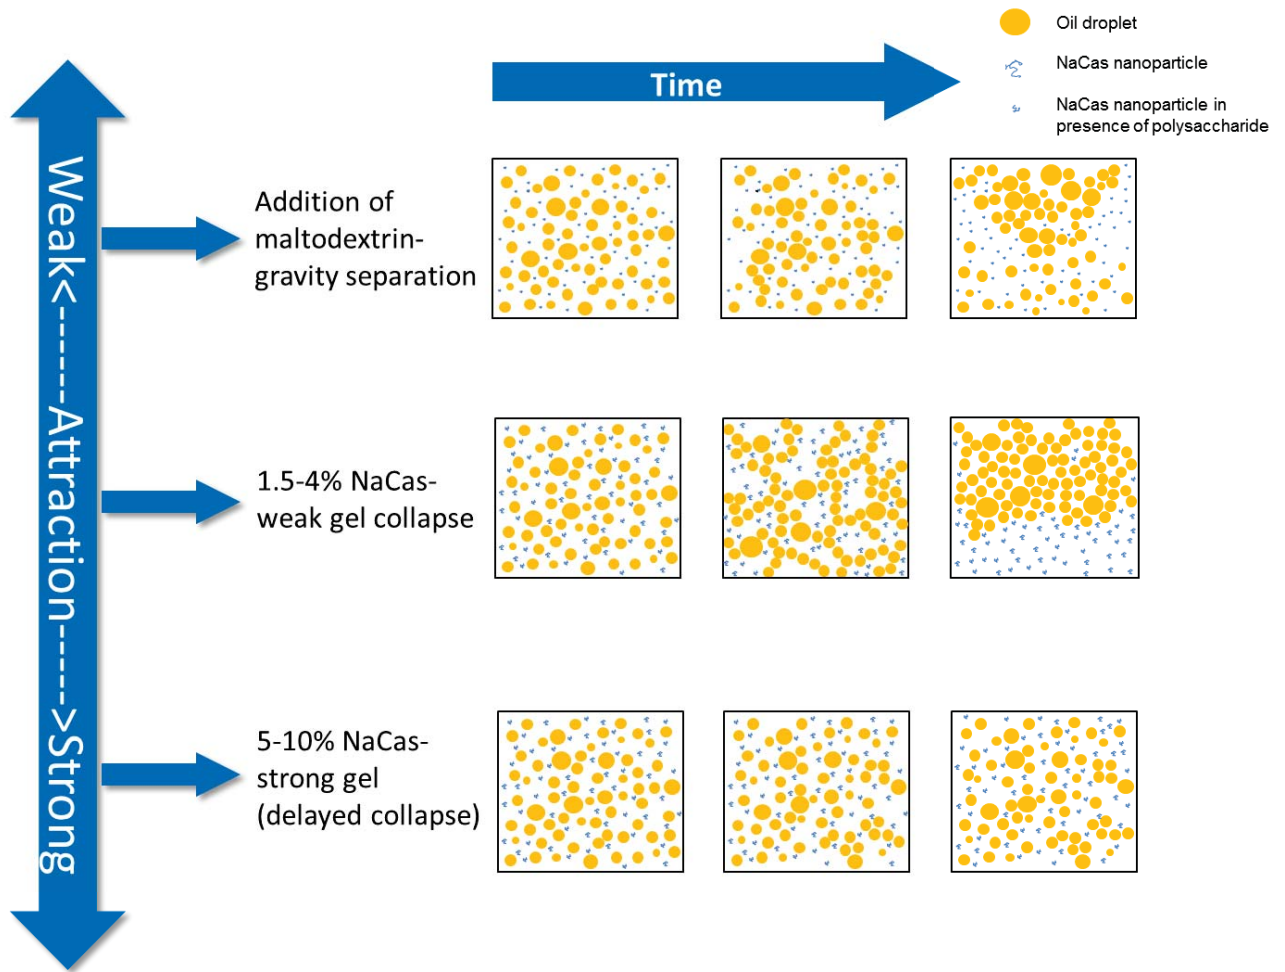 Oil droplet
NaCas nanoparticle
NaCas nanoparticle in
presence of polysaccharide
Time
Weak<------Attraction------>Strong
Addition of
maltodextrin-
gravity separation
1.5-4% NaCas-
weak gel collapse
5-10% NaCas-
strong gel
(delayed collapse)